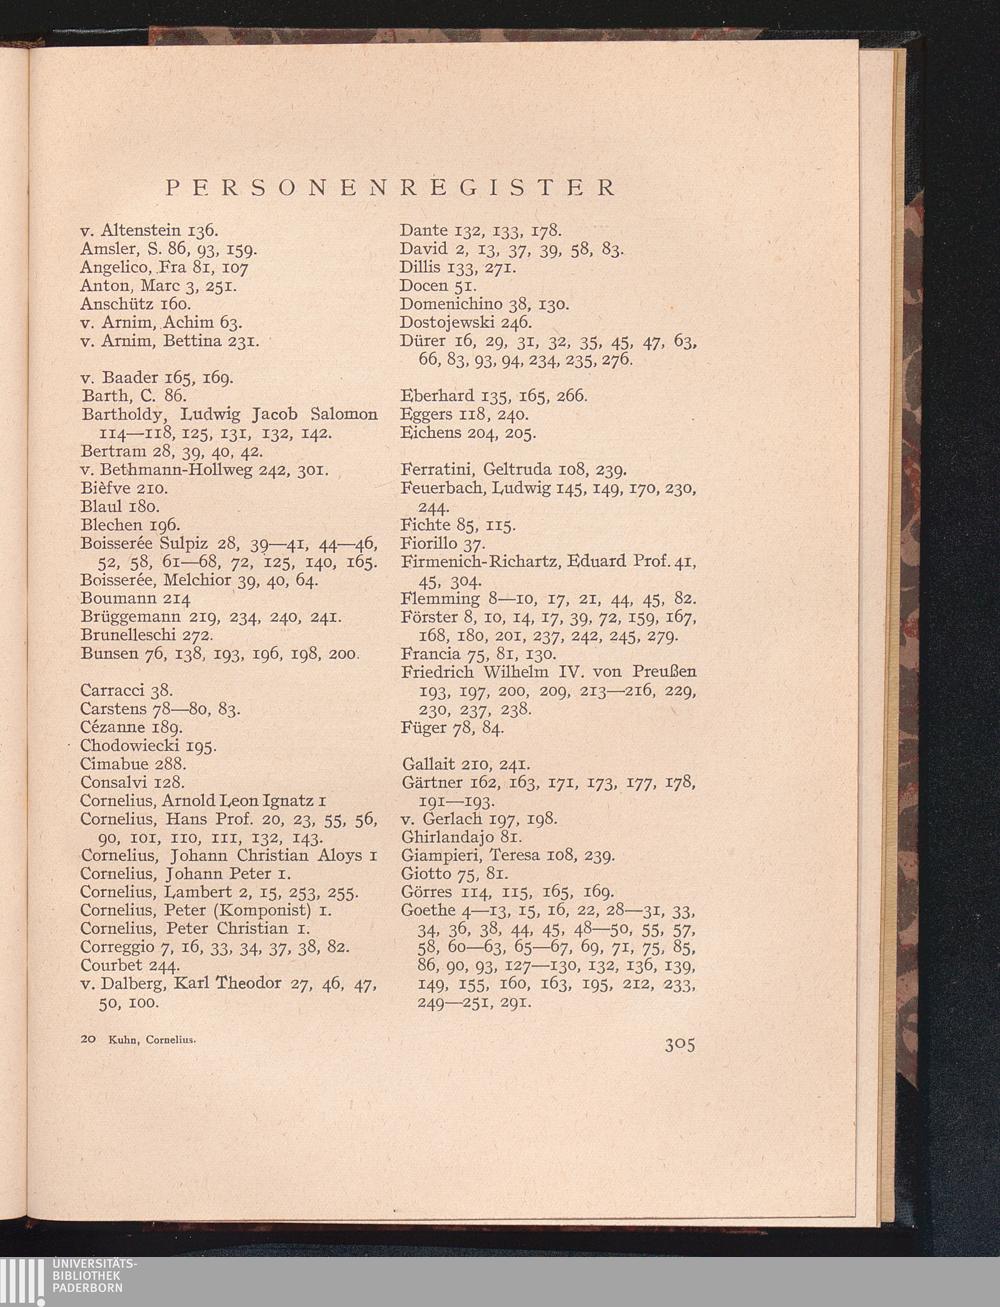 PERSONENREGISTER
v. Altenstein 136.
Amsler, S. 86, 93, 159.
Angelico, Fra 81, 107
Anton, Marc 3, 251.
Anschütz 160.
v. Arnim, Achim 63.
v. Arnim, Bettina 231.
v. Baader 165, 169.
Barth, C. 86.
Bartholdy, Ludwig Jacob Salomon
114—118, 125, 131, 132, 142.
Bertram 28, 39, 40, 42.
v. Bethmann-Hollweg 242, 301.
Bièfve 210.
Blaul 180.
Blechen 196.
Boisserée Sulpiz 28, 39—41, 44—46,
52, 58, 61—68, 72, 125, 140, 165.
Boisserée, Melchior 39, 40, 64.
Boumann 214
Brüggemann 219, 234, 240, 241.
Brunelleschi 272.
Bunsen 76, 138, 193, 196, 198, 200.
Carracci 38.
Carstens 78—80, 83.
Cézanne 189.
Chodowiecki 195.
Cimabue 288.
Consalvi 128.
Cornelius, Arnold Leon Ignatz 1
Cornelius, Hans Prof. 20, 23, 55, 56,
90, 101, 110, 111, 132, 143.
Cornelius, Johann Christian Aloys 1
Cornelius, Johann Peter 1.
Cornelius, Lambert 2, 15, 253, 255.
Cornelius, Peter (Komponist) 1.
Cornelius, Peter Christian 1.
Correggio 7, 16, 33, 34, 37, 38, 82.
Courbet 244.
v. Dalberg, Karl Theodor 27, 46, 47,
50, 100.
Dante 132, 133, 178.
David 2, 13, 37, 39, 58, 83.
Dillis 133, 271.
Docen 51.
Domenichino 38, 130.
Dostojewski 246.
Dürer 16, 29, 31, 32, 35, 45, 47, 63,
66, 83, 93, 94, 234, 235, 276.
Eberhard 135, 165, 266.
Eggers 118, 240.
Eichens 204, 205.
Ferratini, Geltruda 108, 239.
Feuerbach, Ludwig 145, 149, 170, 230,
244.
Fichte 85, 115.
Fiorillo 37.
Firmenich-Richartz, Eduard Prof. 41,
45, 304.
Flemming 8—10, 17, 21, 44, 45, 82.
Förster 8, 10, 14, 17, 39, 72, 159, 167,
168, 180, 201, 237, 242, 245, 279.
Francia 75, 81, 130.
Friedrich Wilhelm IV. von Preußen
193, 197, 200, 209, 213—216, 229,
230, 237, 238.
Füger 78, 84.
Gallait 210, 241.
Gärtner 162, 163, 171, 173, 177, 178,
191—193.
v. Gerlach 197, 198.
Ghirlandajo 81.
Giampieri, Teresa 108, 239.
Giotto 75, 81.
Görres 114, 115, 165, 169.
Goethe 4—13, 15, 16, 22, 28—31, 33,
34, 36, 38, 44, 45, 48—50, 55, 57,
58, 60—63, 65—67, 69, 71, 75, 85,
86, 90, 93, 127—130, 132, 136, 139,
149, 155, 160, 163, 195, 212, 233,
249—251, 291.
20 Kuhn, Cornelius.
305
UNIVERSITÄTS-
BIBLIOTHEK
PADERBORN